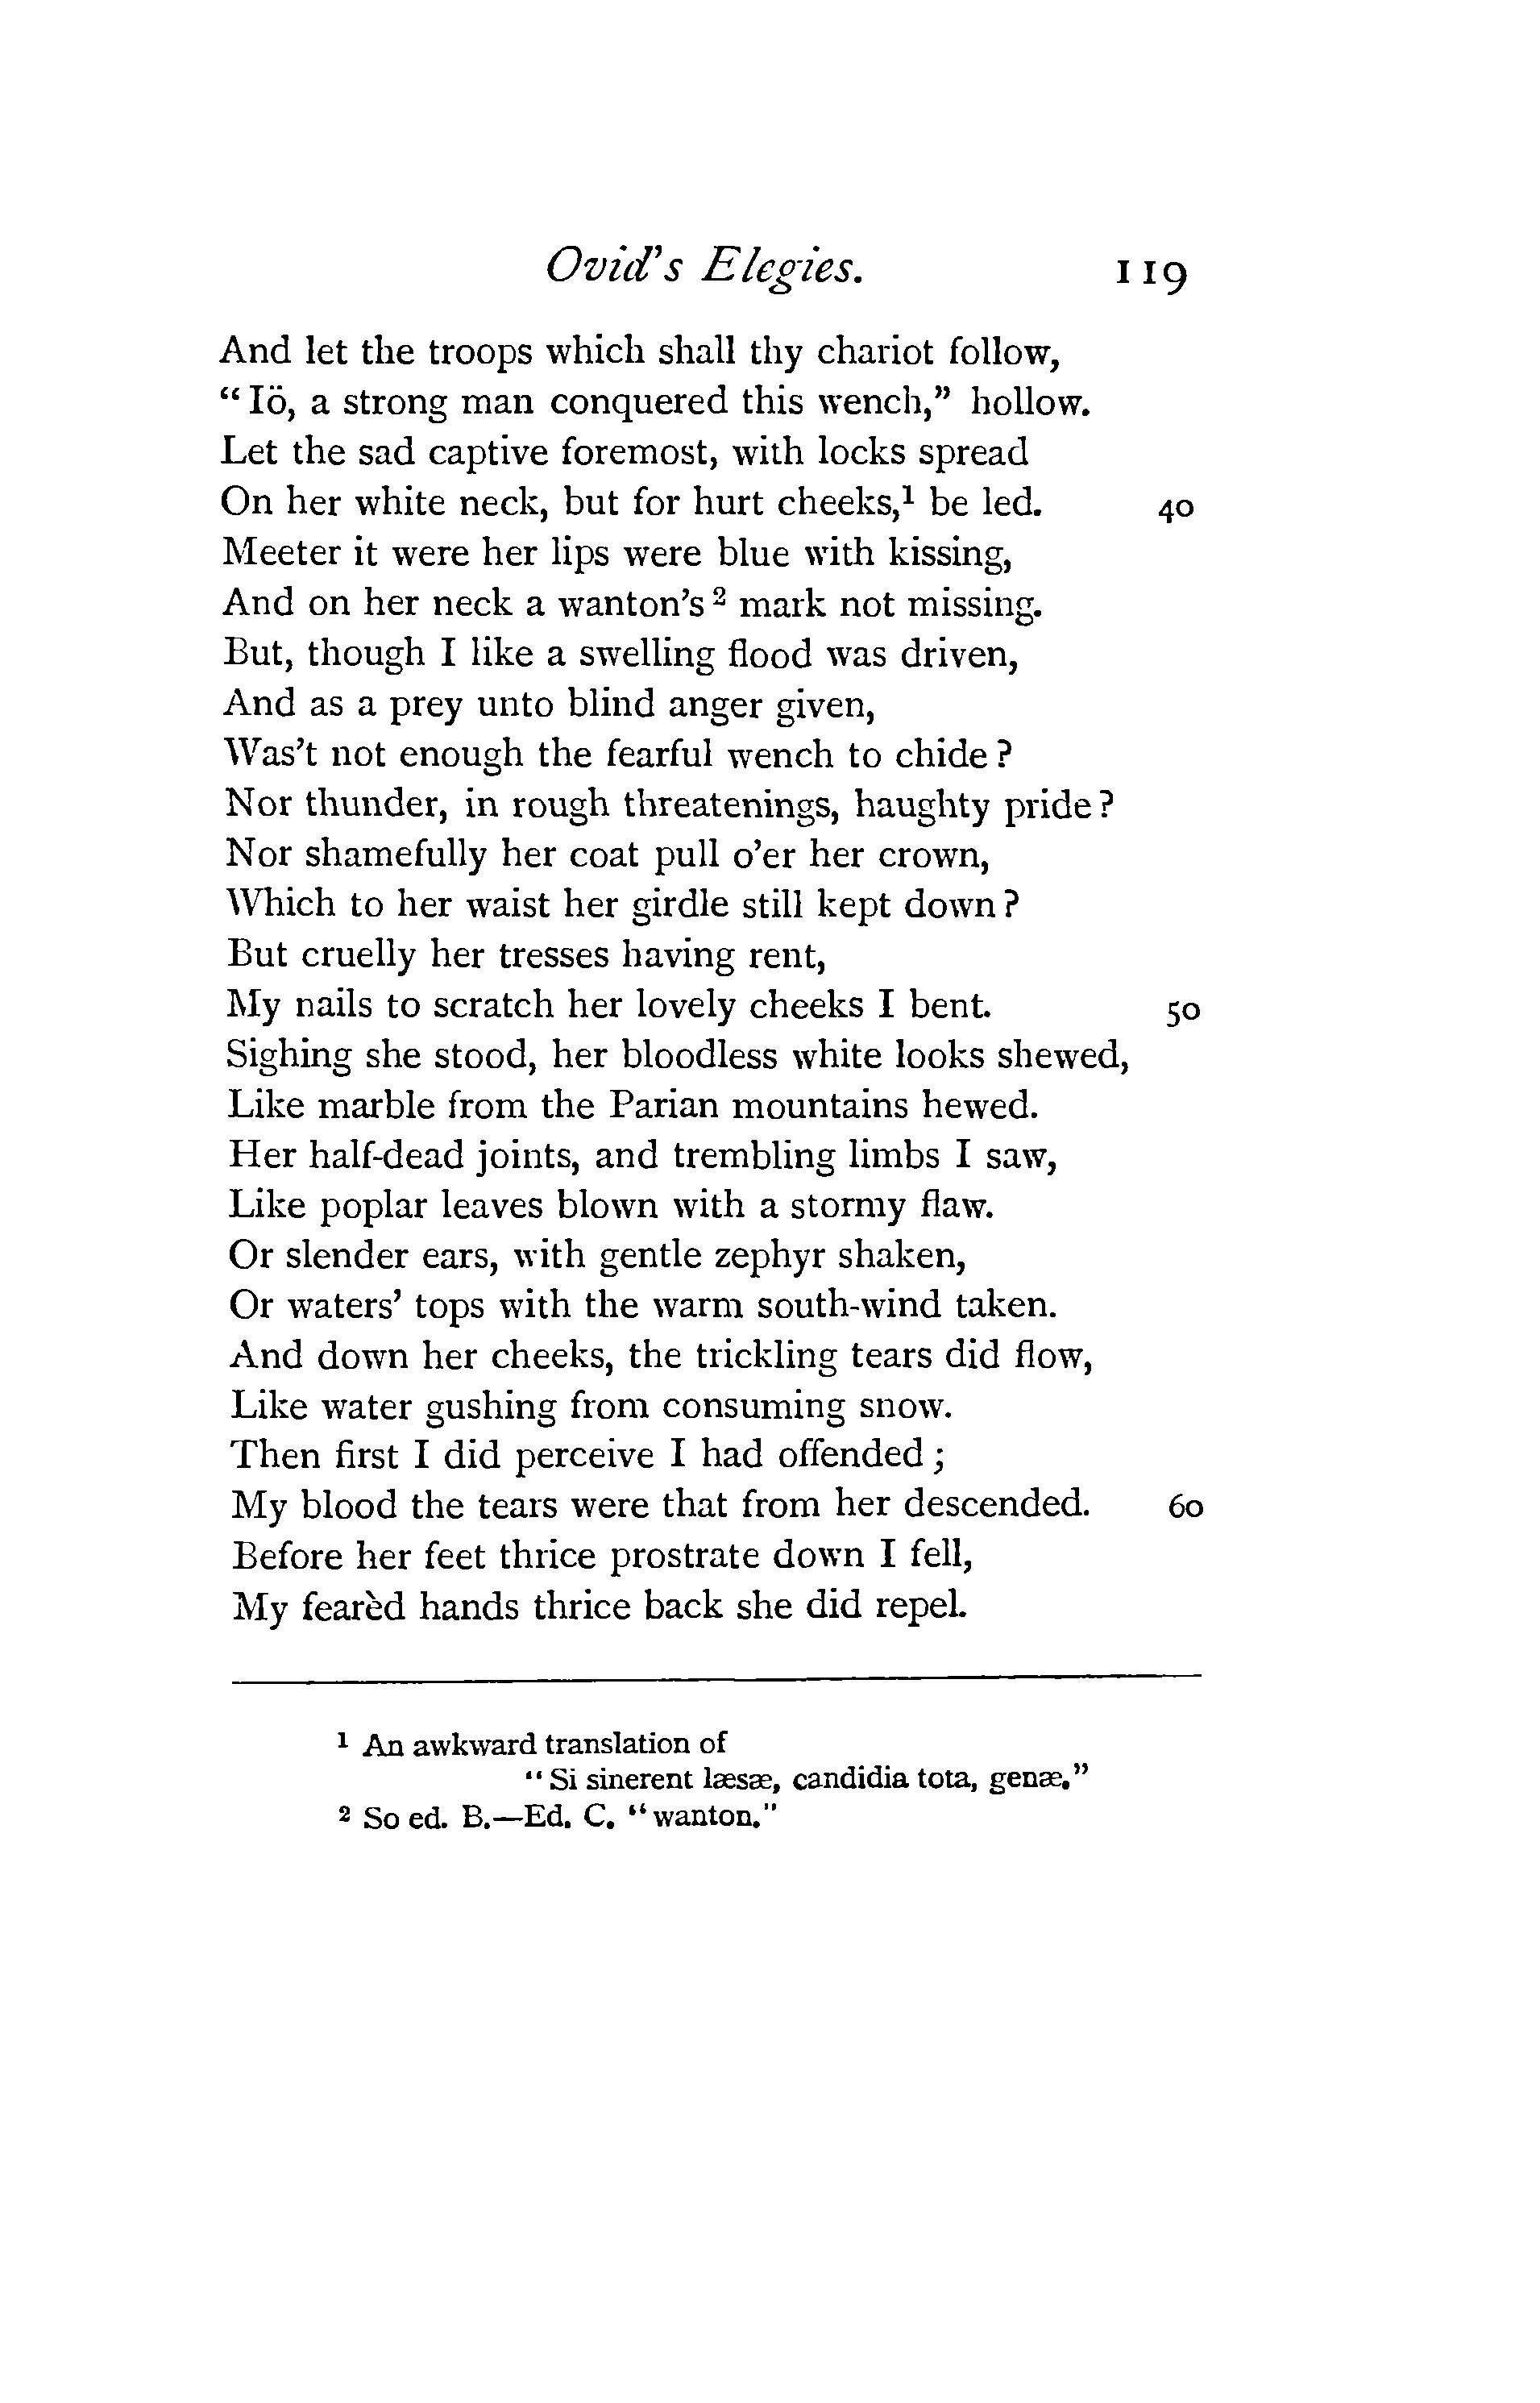 Ovid's Elegies. 119
And let the troops which shall thy chariot follow,
“Iö, a strong man conquered this wench,” hollow.
Let the sad captive foremost, with locks spread
On her white neck, but for hurt cheeks,¹ be led. 40
Meeter it were her lips were blue with kissing,
And on her neck a wanton's² mark not missing.
But, though I like a swelling flood was driven,
And as a prey unto blind anger given,
Was't not enough the fearful wench to chide?
Nor thunder, in rough threatenings, haughty pride?
Nor shamefully her coat pull o'er her crown,
Which to her waist her girdle still kept down?
But cruelly her tresses having rent,
My nails to scratch her lovely cheeks I bent. 50
Sighing she stood, her bloodless white looks shewed,
Like marble from the Parian mountains hewed.
Her half-dead joints, and trembling limbs I saw,
Like poplar leaves blown with a stormy flaw.
Or slender ears, with gentle zephyr shaken,
Or waters' tops with the warm south-wind taken.
And down her cheeks, the trickling tears did flow,
Like water gushing from consuming snow.
Then first I did perceive I had offended;
My blood the tears were that from her descended. 60
Before her feet thrice prostrate down I fell,
My fearèd hands thrice back she did repel.
¹ An awkward translation of
“Si sinerent læsæ, candidia tota, genæ.”
² So ed. B.—Ed. C. “wanton.”